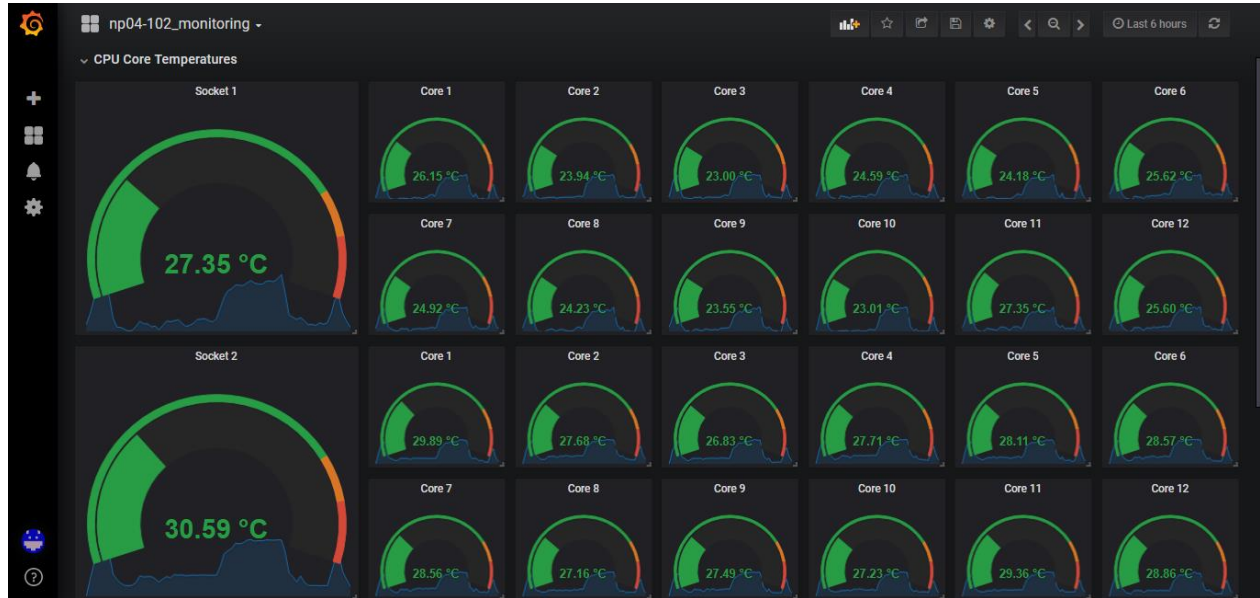 np04-102_monitoring
Last 6 hours
CPU Core Temperatures
Socket 1
27.35 °C
Core 1
26.15 °C
Core 2
23.94 °C
Core 3
23.00 °C
Core 4
24.59 °C
Core 5
24.18 °C
Core 6
25.62 °C
Core 7
24.92 °C
Core 8
24.23 °C
Core 9
23.55 °C
Core 10
23.01 °C
Core 11
27.35 °C
Core 12
25.60 °C
Socket 2
30.59 °C
Core 1
29.89 °C
Core 2
27.68 °C
Core 3
26.83 °C
Core 4
27.71 °C
Core 5
28.11 °C
Core 6
28.57 °C
Core 7
28.56 °C
Core 8
27.16 °C
Core 9
27.49 °C
Core 10
27.23 °C
Core 11
29.36 °C
Core 12
28.86 °C